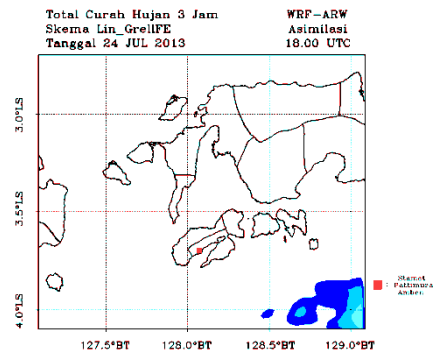 Total Curah Hujan 3 Jam WRF-ARW
Skema Lin_GrellFE Asimilasi
Tanggal 24 JUL 2013 18.00 UTC
3.0°LS
3.5°LS
4.0°LS
Stamet
: Pattimura
Ambon
127.5°BT 128.0°BT 128.5°BT 129.0°BT